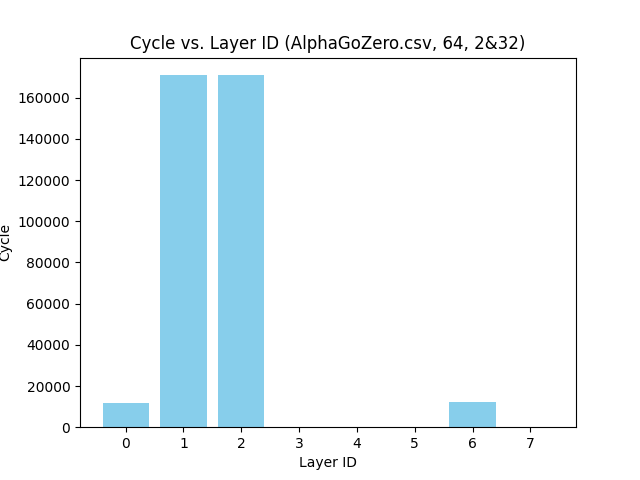 Cycle vs. Layer ID (AlphaGoZero.csv, 64, 2&32)
160000
140000
120000
100000
80000
60000
40000
20000
0
Cycle
0 1 2 3 4 5 6 7
Layer ID